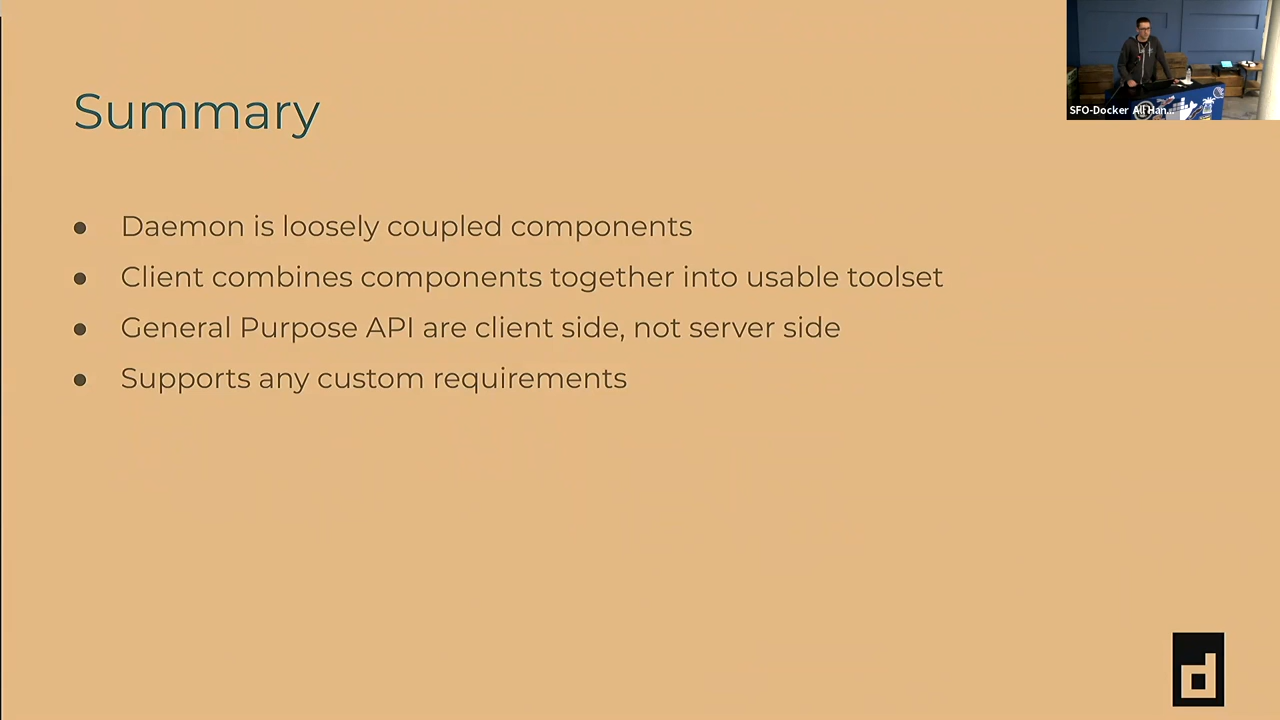 Summary
Daemon is loosely coupled components
Client combines components together into usable toolset
General Purpose API are client side, not server side
Supports any custom requirements
SFO-Docker All Han...
d